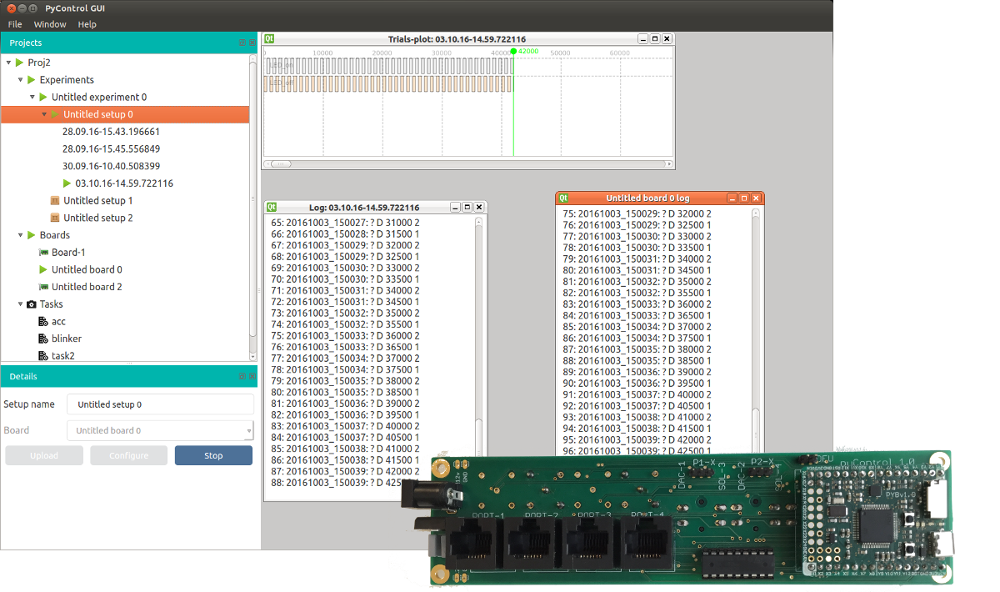 PyControl GUI
File Window Help
Projects
Proj2
Experiments
Untitled experiment 0
Untitled setup 0
28.09.16-15.43.196661
28.09.16-15.45.556849
30.09.16-10.40.508399
03.10.16-14.59.722116
Untitled setup 1
Untitled setup 2
Boards
Board-1
Untitled board 0
Untitled board 2
Tasks
acc
blinker
task2
Details
Setup name Untitled setup 0
Board Untitled board 0
Upload Configure Stop
Trials-plot: 03.10.16-14.59.722116
0 10000 20000 30000 40000 42000 50000 60000
LED_on
LED_off
Log: 03.10.16-14.59.722116
65: 20161003_150027: ? D 31000 2
66: 20161003_150028: ? D 31500 1
67: 20161003_150029: ? D 32000 2
68: 20161003_150029: ? D 32500 1
69: 20161003_150030: ? D 33000 2
70: 20161003_150030: ? D 33500 1
71: 20161003_150031: ? D 34000 2
72: 20161003_150031: ? D 34500 1
73: 20161003_150032: ? D 35000 2
74: 20161003_150032: ? D 35500 1
75: 20161003_150033: ? D 36000 2
76: 20161003_150033: ? D 36500 1
77: 20161003_150034: ? D 37000 2
78: 20161003_150034: ? D 37500 1
79: 20161003_150035: ? D 38000 2
80: 20161003_150035: ? D 38500 1
81: 20161003_150036: ? D 39000 2
82: 20161003_150036: ? D 39500 1
83: 20161003_150037: ? D 40000 2
84: 20161003_150037: ? D 40500 1
85: 20161003_150038: ? D 41000 2
86: 20161003_150038: ? D 41500 1
87: 20161003_150039: ? D 42000 2
88: 20161003_150039: ? D 42500
Untitled board 0 log
75: 20161003_150029: ? D 32000 2
76: 20161003_150029: ? D 32500 1
77: 20161003_150030: ? D 33000 2
78: 20161003_150030: ? D 33500 1
79: 20161003_150031: ? D 34000 2
80: 20161003_150031: ? D 34500 1
81: 20161003_150032: ? D 35000 2
82: 20161003_150032: ? D 35500 1
83: 20161003_150033: ? D 36000 2
84: 20161003_150033: ? D 36500 1
85: 20161003_150034: ? D 37000 2
86: 20161003_150034: ? D 37500 1
87: 20161003_150035: ? D 38000 2
88: 20161003_150035: ? D 38500 1
89: 20161003_150036: ? D 39000 2
90: 20161003_150036: ? D 39500 1
91: 20161003_150037: ? D 40000 2
92: 20161003_150037: ? D 40500 1
93: 20161003_150038: ? D 41000 2
94: 20161003_150038: ? D 41500 1
95: 20161003_150039: ? D 42000 2
96: 20161003_150039: ? D 42500 1
DAC-1
P1-X
SCL-3
DAC-2
P2-X
SCL-4
pyControl 1.0
PYBv1.0
PORT-1 PORT-2 PORT-3 PORT-4